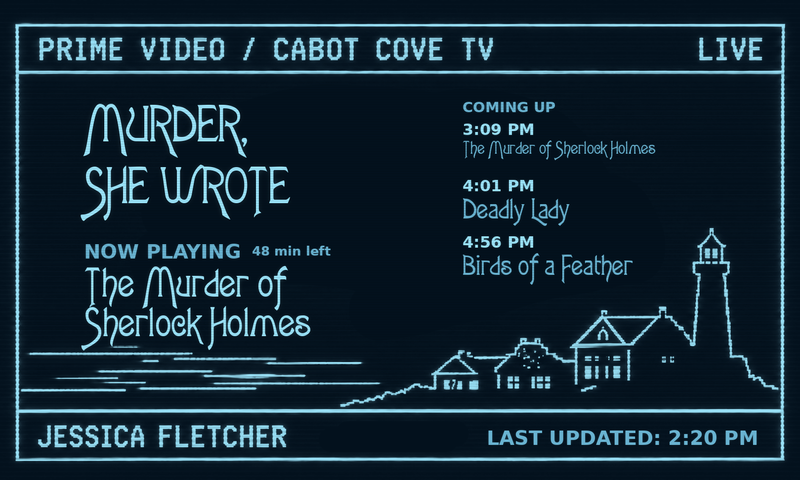 PRIME VIDEO / CABOT COVE TV
LIVE
MURDER,
SHE WROTE
NOW PLAYING 48 min left
The Murder of
Sherlock Holmes
COMING UP
3:09 PM
The Murder of Sherlock Holmes
4:01 PM
Deadly Lady
4:56 PM
Birds of a Feather
JESSICA FLETCHER
LAST UPDATED: 2:20 PM